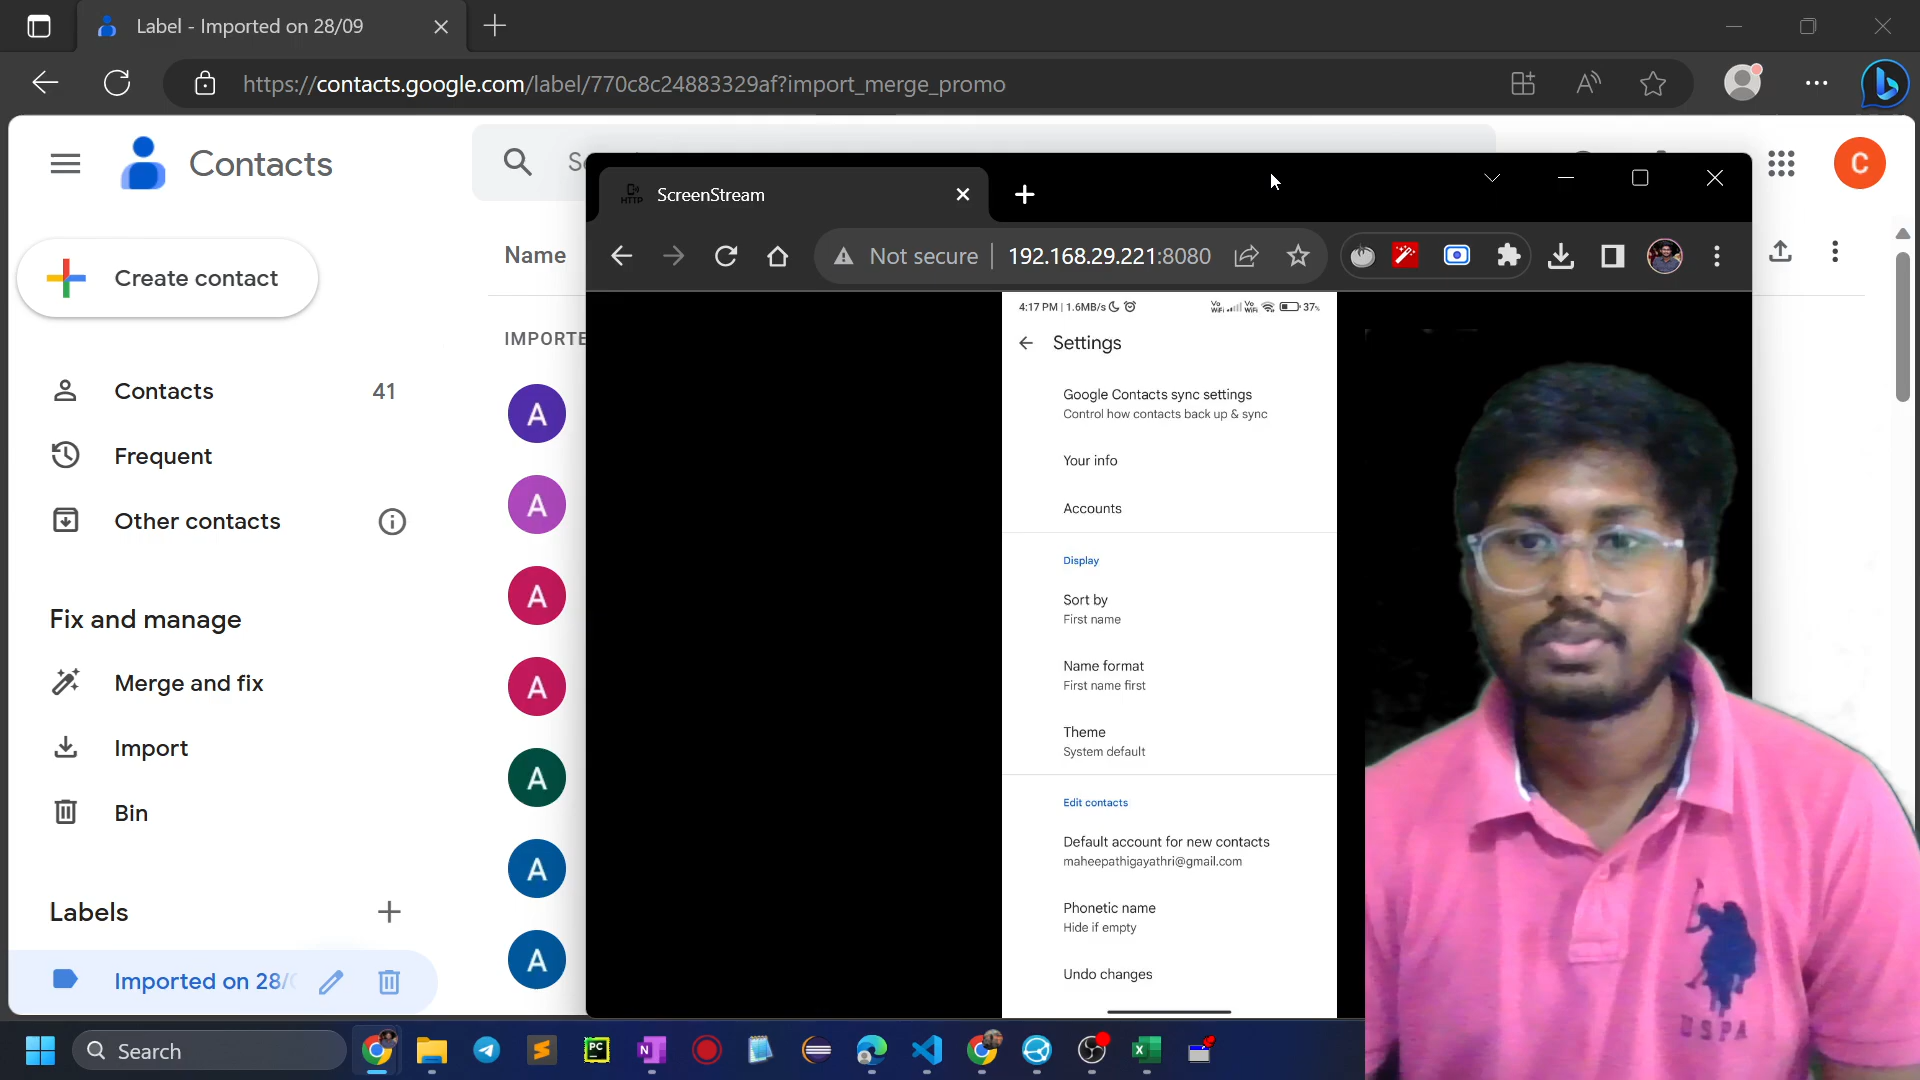 Label - Imported on 28/09
https://contacts.google.com/label/770c8c24883329af?import_merge_promo
Contacts
Create contact
Contacts 41
Frequent
Other contacts
Fix and manage
Merge and fix
Import
Bin
Labels
Imported on 28/
Name
IMPORTE
A
A
A
A
A
A
A
C
ScreenStream
Not secure 192.168.29.221:8080
4:17 PM | 1.6MB/s 37%
Settings
Google Contacts sync settings
Control how contacts back up & sync
Your info
Accounts
Display
Sort by
First name
Name format
First name first
Theme
System default
Edit contacts
Default account for new contacts
maheepathigayathri@gmail.com
Phonetic name
Hide if empty
Undo changes
USPA
Search